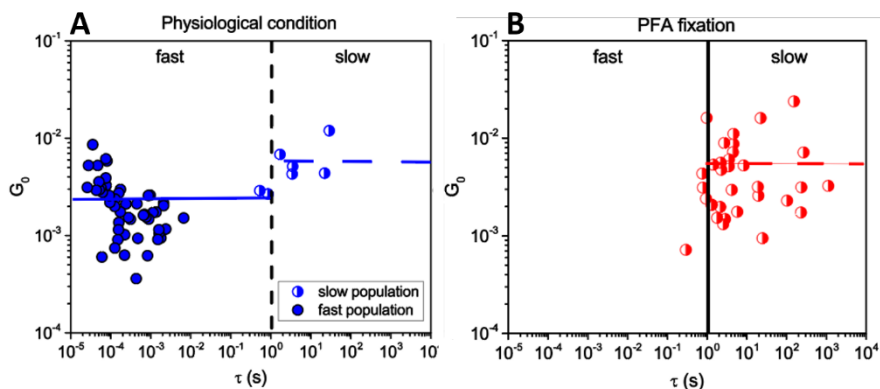 A Physiological condition
B PFA fixation
fast slow
fast slow
10⁻¹
10⁻²
10⁻³
10⁻⁴
G₀
slow population
fast population
10⁻⁵ 10⁻⁴ 10⁻³ 10⁻² 10⁻¹ 10⁰ 10¹ 10² 10³ 10⁴
τ (s)
10⁻¹
10⁻²
10⁻³
10⁻⁴
G₀
10⁻⁵ 10⁻⁴ 10⁻³ 10⁻² 10⁻¹ 10⁰ 10¹ 10² 10³ 10⁴
τ (s)